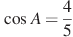 cos A = 4/5